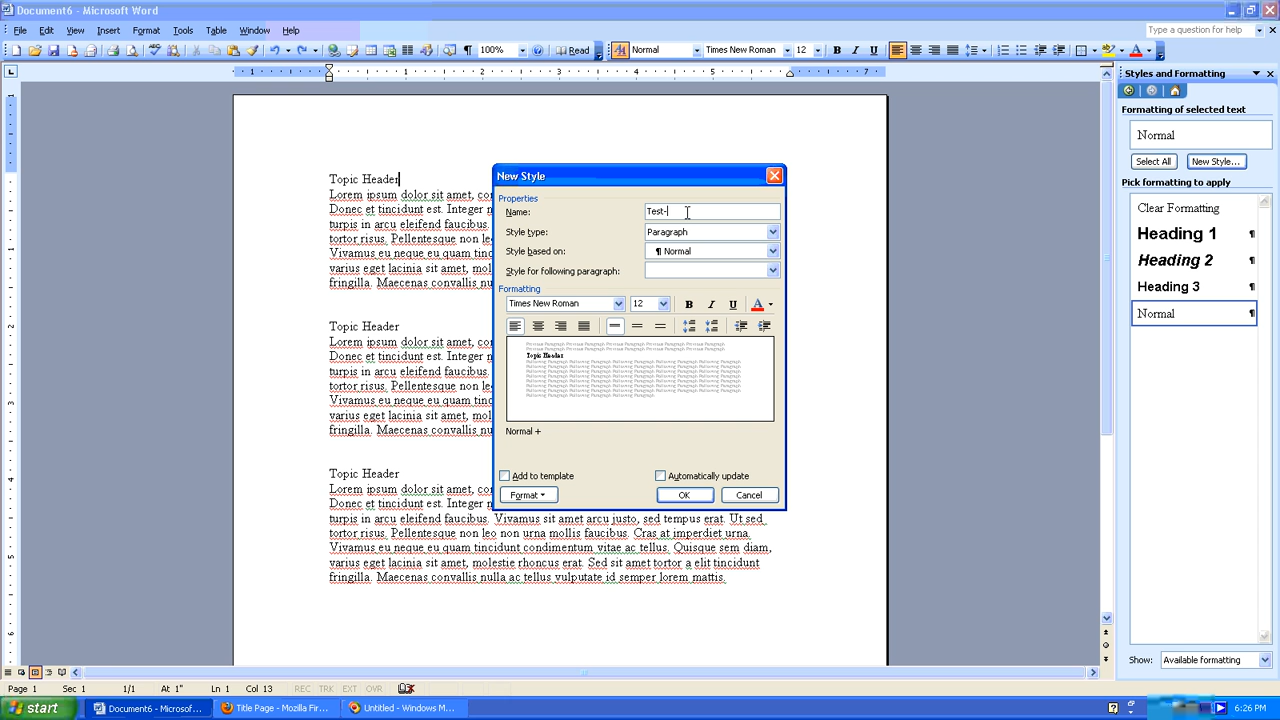 Document6 - Microsoft Word
File Edit View Insert Format Tools Table Window Help
Type a question for help
100%
Read
Normal
Times New Roman
12
1 1 2 3 4 5 7
Styles and Formatting
Formatting of selected text
Normal
Select All
New Style...
Pick formatting to apply
Clear Formatting
Heading 1
Heading 2
Heading 3
Normal
Show: Available formatting
Topic Header
Lorem ipsum dolor sit amet, co
Donec et tincidunt est. Integer n
turpis in arcu eleifend faucibus.
tortor risus. Pellentesque non le
Vivamus eu neque eu quam tinc
varius eget lacinia sit amet, mol
fringilla. Maecenas convallis nu
Topic Header
Lorem ipsum dolor sit amet, co
Donec et tincidunt est. Integer n
turpis in arcu eleifend faucibus.
tortor risus. Pellentesque non le
Vivamus eu neque eu quam tinc
varius eget lacinia sit amet, mol
fringilla. Maecenas convallis nu
Topic Header
Lorem ipsum dolor sit amet, co
Donec et tincidunt est. Integer n
turpis in arcu eleifend faucibus. Vivamus sit amet arcu justo, sed tempus erat. Ut sed
tortor risus. Pellentesque non leo non urna mollis faucibus. Cras at imperdiet urna.
Vivamus eu neque eu quam tincidunt condimentum vitae ac tellus. Quisque sem diam,
varius eget lacinia sit amet, molestie rhoncus erat. Sed sit amet tortor a elit tincidunt
fringilla. Maecenas convallis nulla ac tellus vulputate id semper lorem mattis.
New Style
Properties
Name: Test-
Style type: Paragraph
Style based on: ¶ Normal
Style for following paragraph:
Formatting
Times New Roman 12 B I U A
Topic Header
Normal +
Add to template
Automatically update
Format
OK
Cancel
Page 1 Sec 1 1/1 At 1" Ln 1 Col 13 REC TRK EXT OVR
start
Document6 - Microsof...
Title Page - Mozilla Fir...
Untitled - Windows M...
6:26 PM